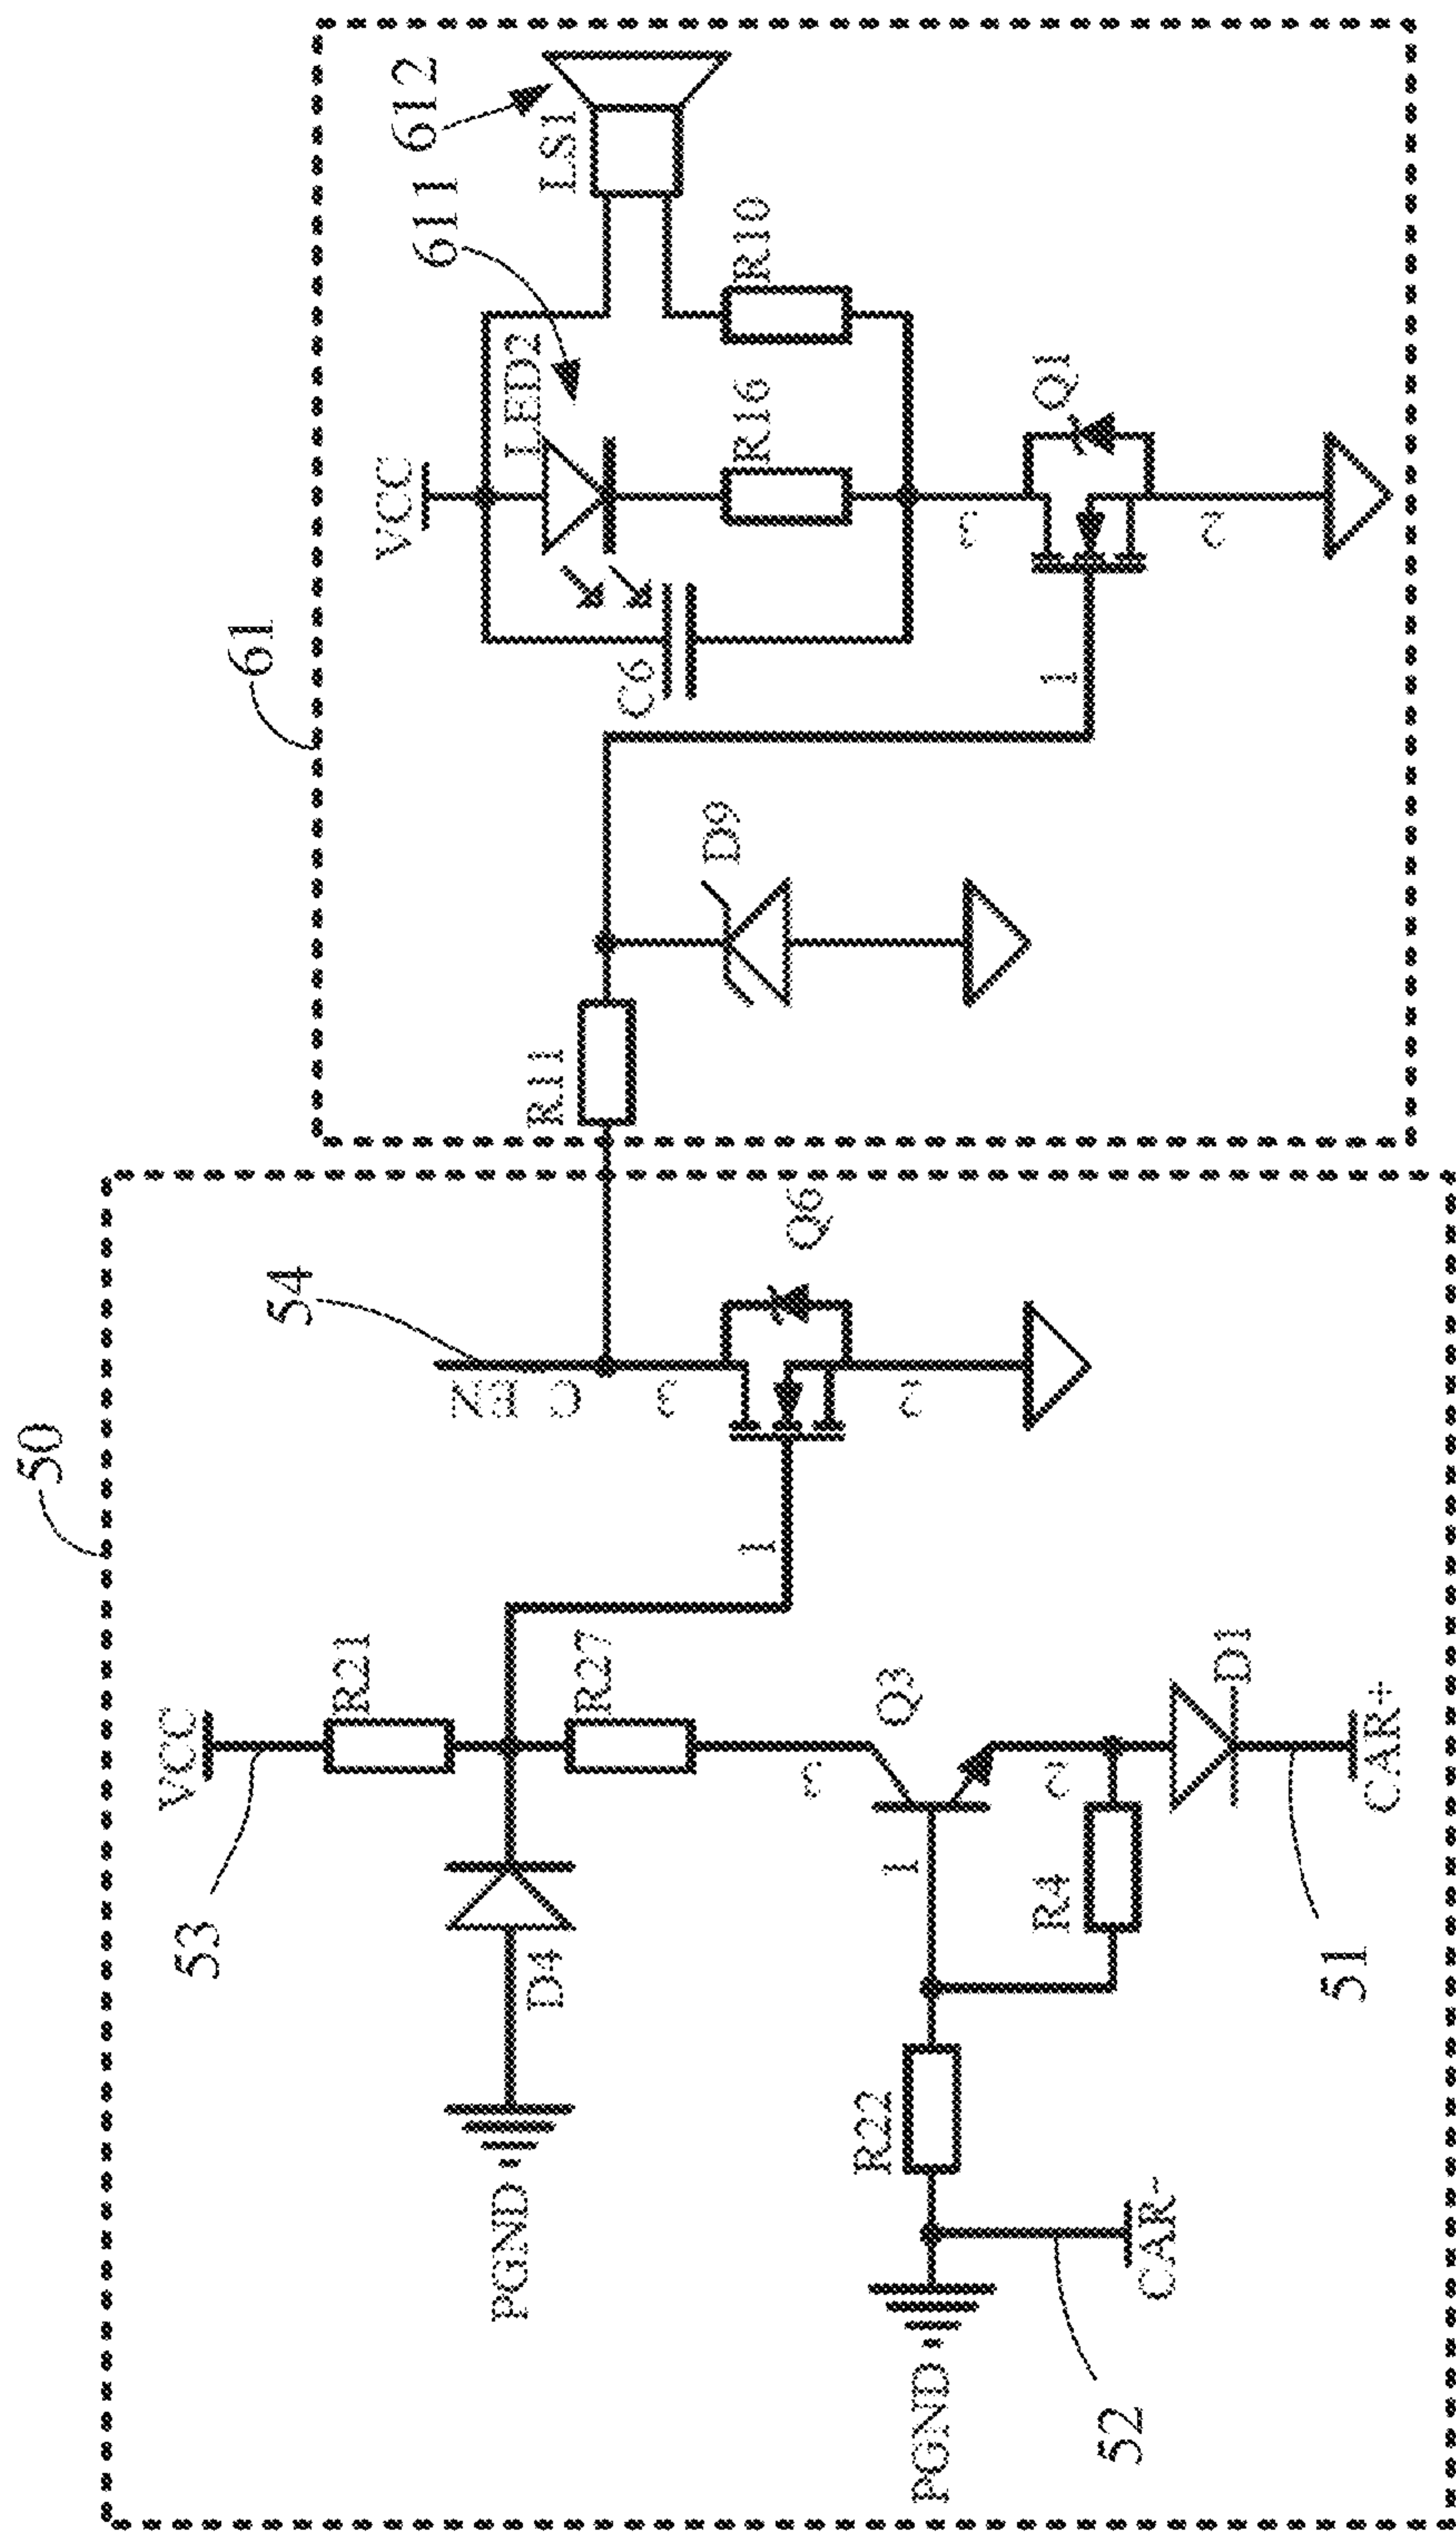 50
VCC
53
R21
R27
D4
PGND
3
Q3
1
2
R4
R22
PGND
52
CAR-
D1
51
CAR+
54
C EN
3
Q6
1
2
61
R11
D9
VCC
LED2
611
LS1
612
C6
R16
R10
3
Q1
1
2